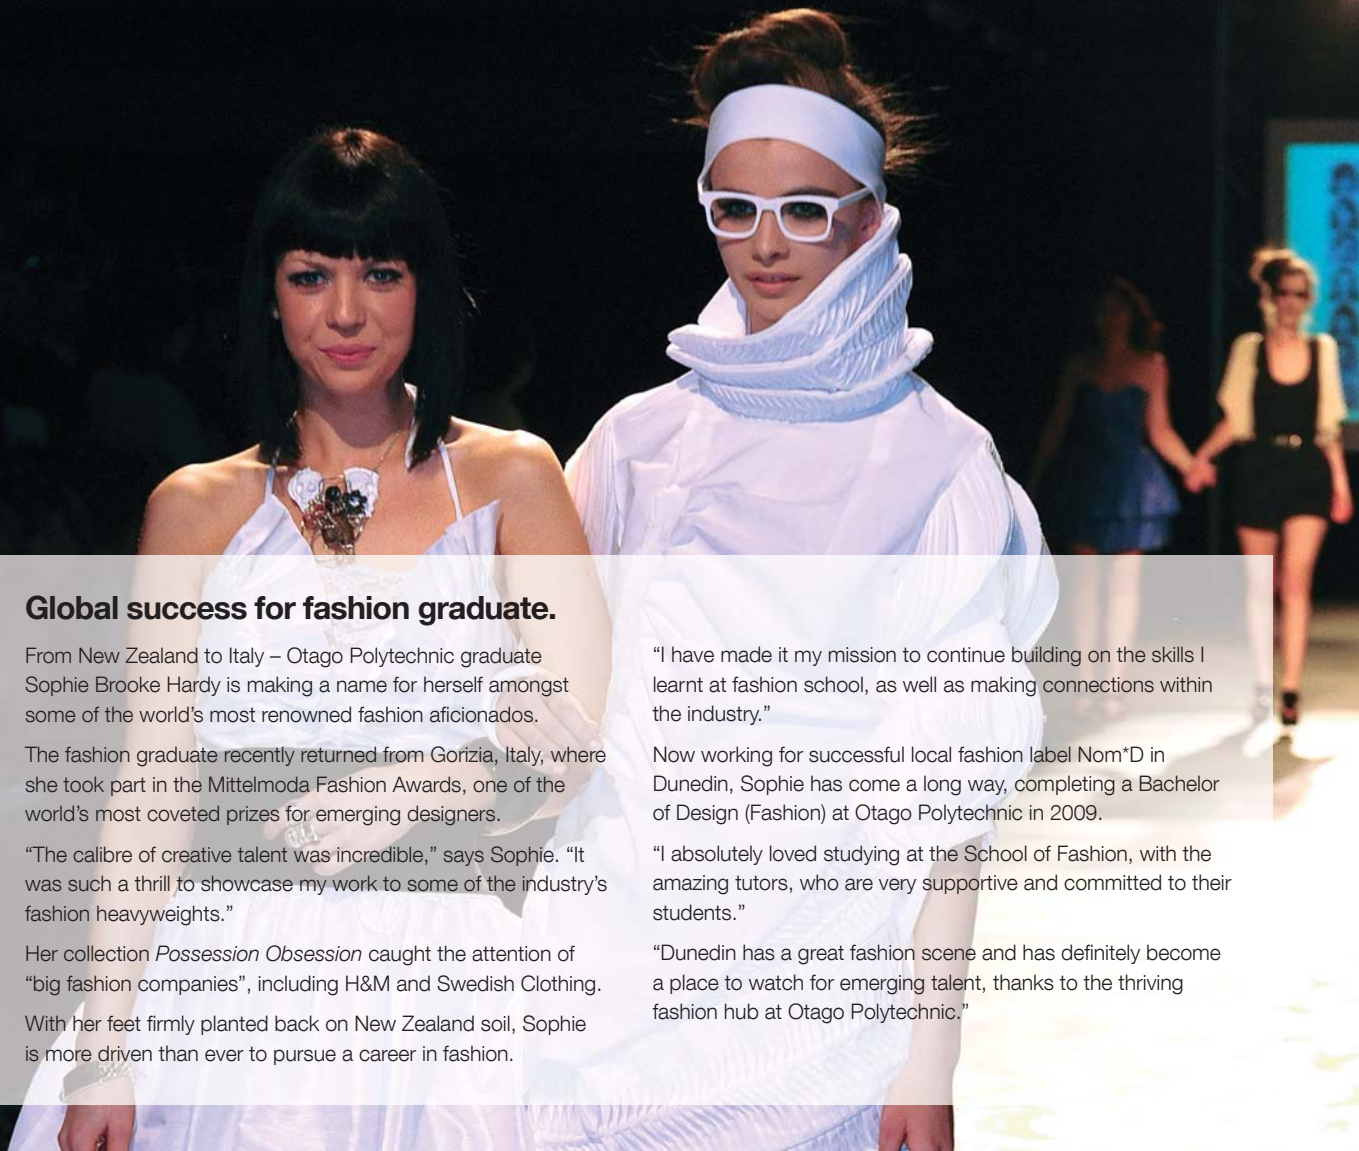 Global success for fashion graduate.
From New Zealand to Italy – Otago Polytechnic graduate
Sophie Brooke Hardy is making a name for herself amongst
some of the world’s most renowned fashion aficionados.
The fashion graduate recently returned from Gorizia, Italy, where
she took part in the Mittelmoda Fashion Awards, one of the
world’s most coveted prizes for emerging designers.
“The calibre of creative talent was incredible,” says Sophie. “It
was such a thrill to showcase my work to some of the industry’s
fashion heavyweights.”
Her collection Possession Obsession caught the attention of
“big fashion companies”, including H&M and Swedish Clothing.
With her feet firmly planted back on New Zealand soil, Sophie
is more driven than ever to pursue a career in fashion.
“I have made it my mission to continue building on the skills I
learnt at fashion school, as well as making connections within
the industry.”
Now working for successful local fashion label Nom*D in
Dunedin, Sophie has come a long way, completing a Bachelor
of Design (Fashion) at Otago Polytechnic in 2009.
“I absolutely loved studying at the School of Fashion, with the
amazing tutors, who are very supportive and committed to their
students.”
“Dunedin has a great fashion scene and has definitely become
a place to watch for emerging talent, thanks to the thriving
fashion hub at Otago Polytechnic.”